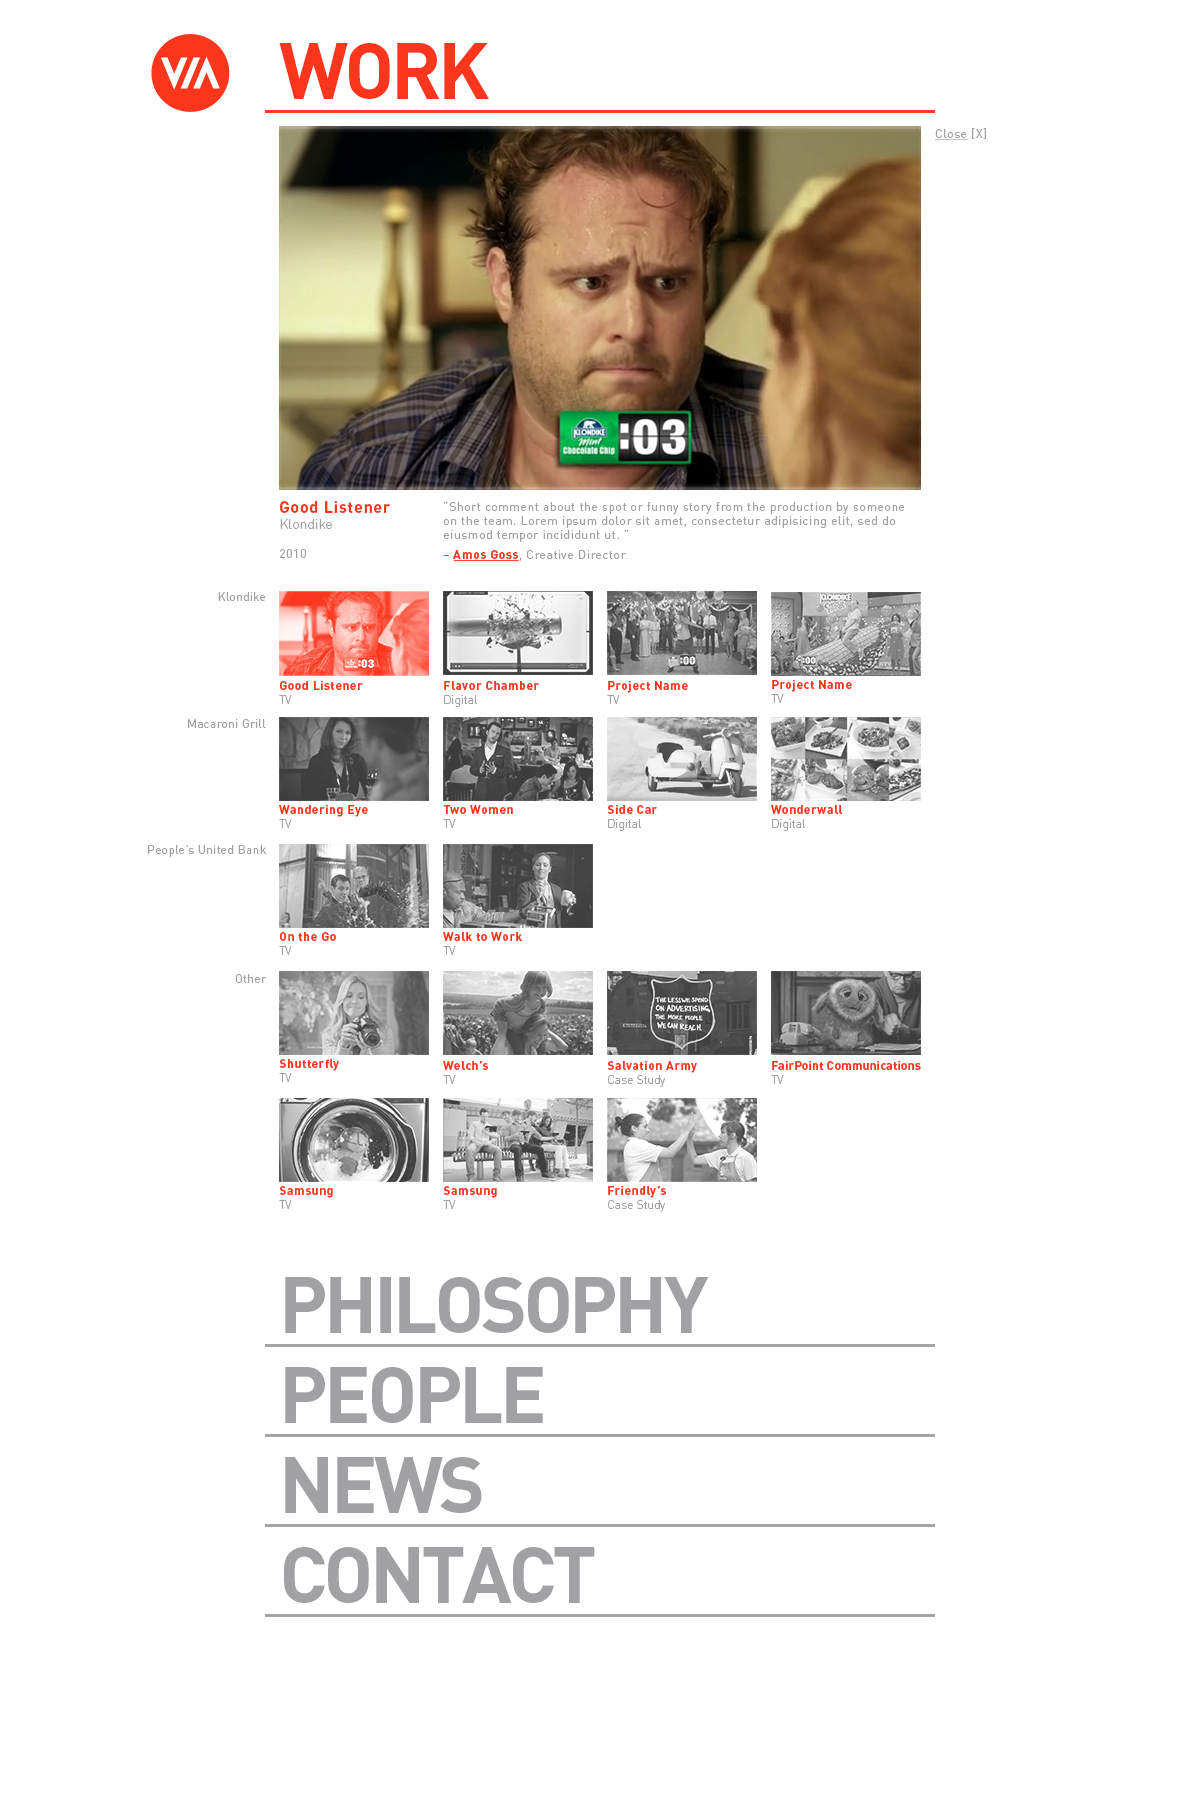 VIA
WORK
Close [X]
KLONDIKE
Mint
Chocolate Chip
:03
Good Listener
Klondike
2010
"Short comment about the spot or funny story from the production by someone
on the team. Lorem ipsum dolor sit amet, consectetur adipisicing elit, sed do
eiusmod tempor incididunt ut. "
– Amos Goss, Creative Director
Klondike
:03
:00
KLONDIKE
:00
Good Listener
TV
Flavor Chamber
Digital
Project Name
TV
Project Name
TV
Macaroni Grill
Wandering Eye
TV
Two Women
TV
Side Car
Digital
Wonderwall
Digital
People's United Bank
On the Go
TV
Walk to Work
TV
Other
THE LESS WE SPEND
ON ADVERTISING,
THE MORE PEOPLE
WE CAN REACH.
Shutterfly
TV
Welch's
TV
Salvation Army
Case Study
FairPoint Communications
TV
Samsung
TV
Samsung
TV
Friendly's
Case Study
PHILOSOPHY
PEOPLE
NEWS
CONTACT